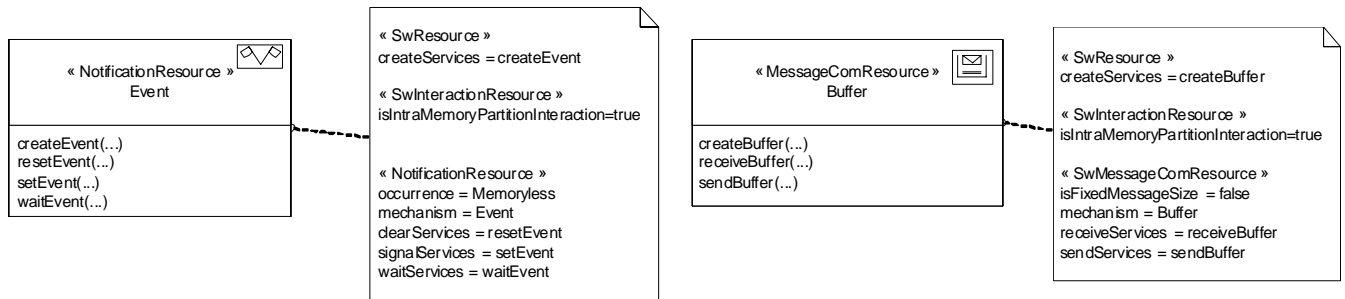 « NotificationResource »
Event
createEvent(...)
resetEvent(...)
setEvent(...)
waitEvent(...)
« SwResource »
createServices = createEvent
« SwInteractionResource »
isIntraMemoryPartitionInteraction=true
« NotificationResource »
occurrence = Memoryless
mechanism = Event
clearServices = resetEvent
signalServices = setEvent
waitServices = waitEvent
« MessageComResource »
Buffer
createBuffer(...)
receiveBuffer(...)
sendBuffer(...)
« SwResource »
createServices = createBuffer
« SwInteractionResource »
isIntraMemoryPartitionInteraction=true
« SwMessageComResource »
isFixedMessageSize = false
mechanism = Buffer
receiveServices = receiveBuffer
sendServices = sendBuffer